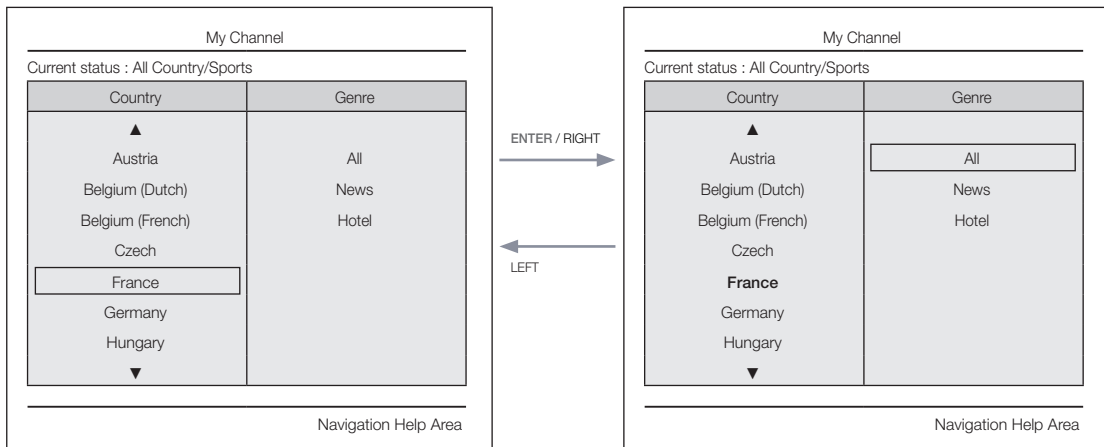 My Channel
Current status : All Country/Sports
Country Genre
▲
Austria All
Belgium (Dutch) News
Belgium (French) Hotel
Czech
France
Germany
Hungary
▼
Navigation Help Area
ENTER / RIGHT
LEFT
My Channel
Current status : All Country/Sports
Country Genre
▲
Austria All
Belgium (Dutch) News
Belgium (French) Hotel
Czech
France
Germany
Hungary
▼
Navigation Help Area